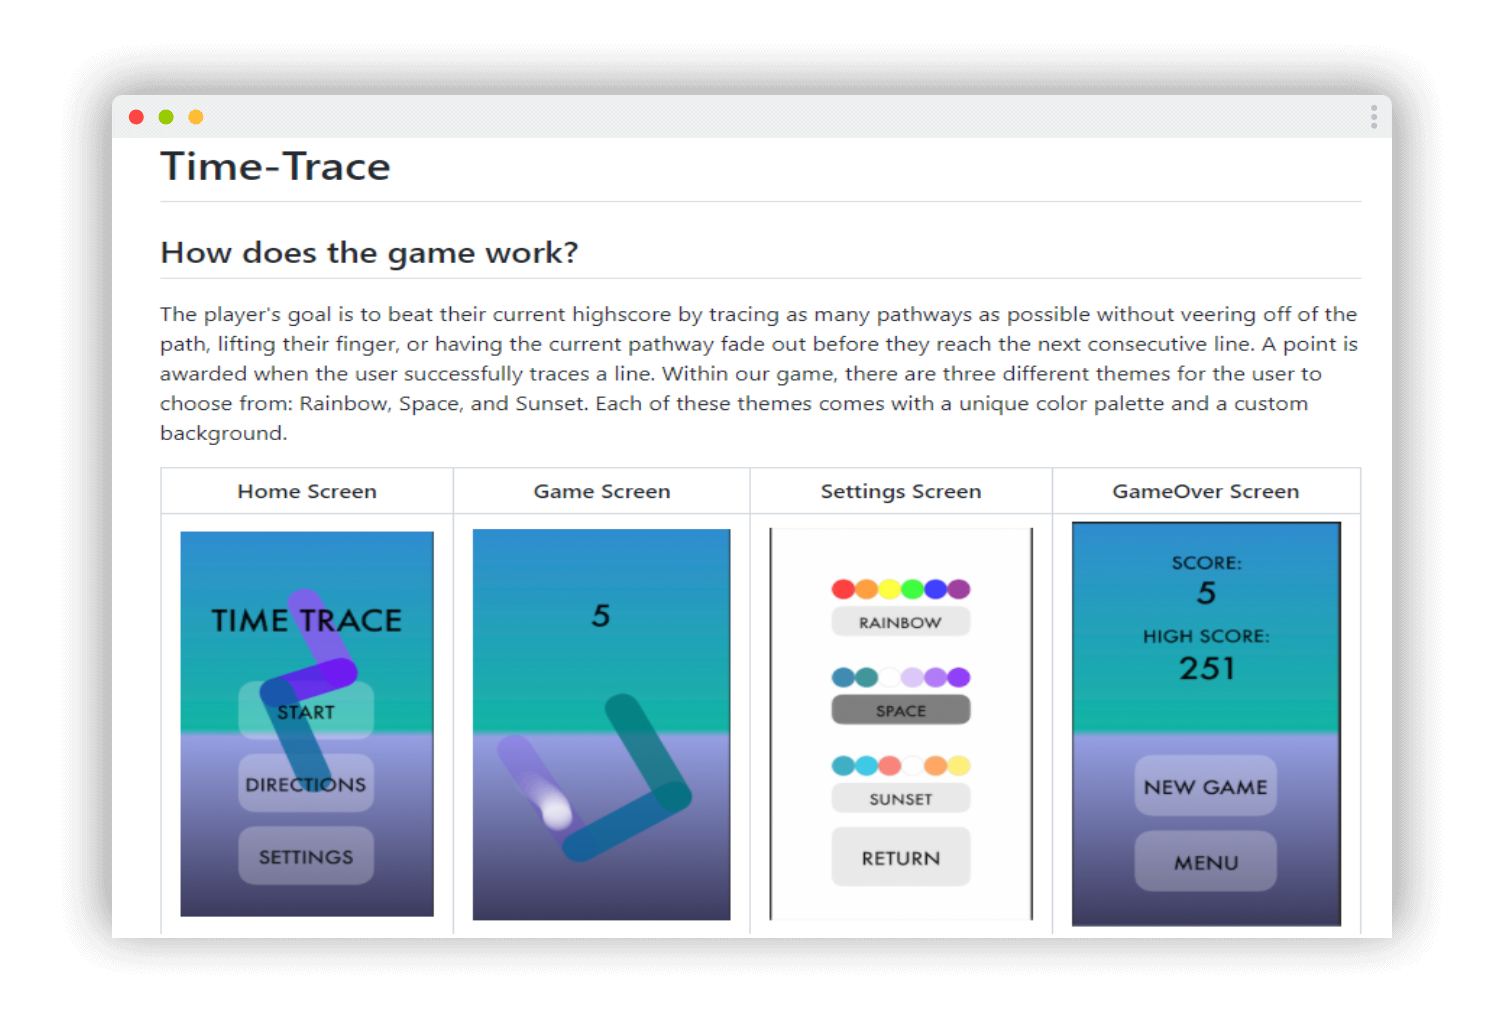 Time-Trace
How does the game work?
The player's goal is to beat their current highscore by tracing as many pathways as possible without veering off of the
path, lifting their finger, or having the current pathway fade out before they reach the next consecutive line. A point is
awarded when the user successfully traces a line. Within our game, there are three different themes for the user to
choose from: Rainbow, Space, and Sunset. Each of these themes comes with a unique color palette and a custom
background.
Home Screen
Game Screen
Settings Screen
GameOver Screen
TIME TRACE
START
DIRECTIONS
SETTINGS
5
RAINBOW
SPACE
SUNSET
RETURN
SCORE:
5
HIGH SCORE:
251
NEW GAME
MENU